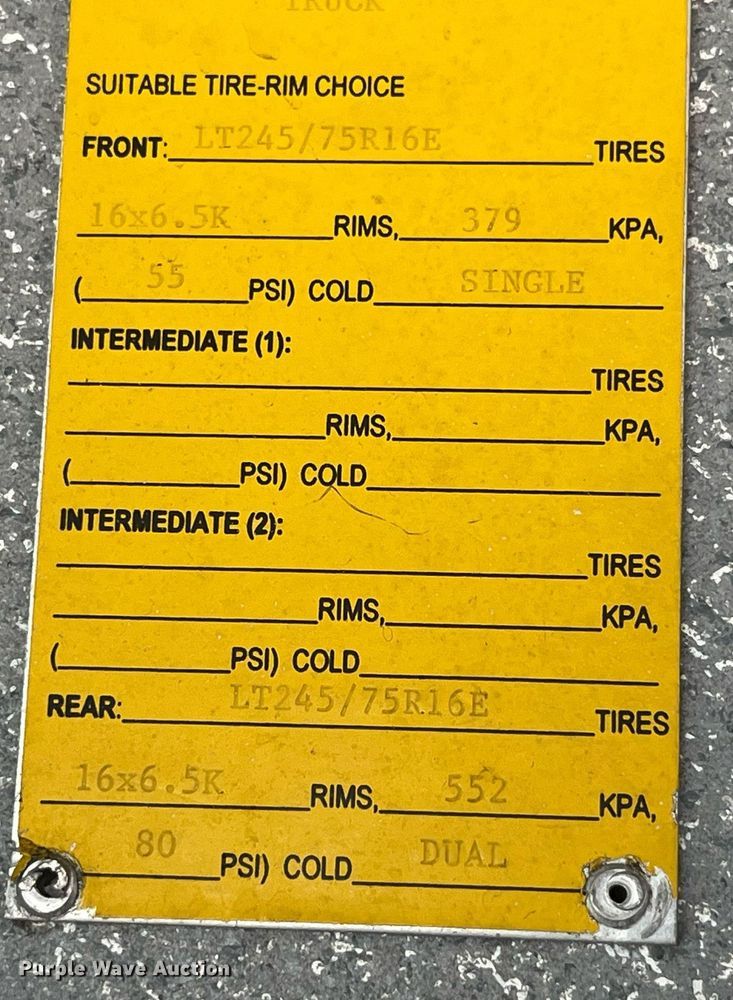 TRUCK
SUITABLE TIRE-RIM CHOICE
FRONT: LT245/75R16E TIRES
16x6.5K RIMS, 379 KPA,
( 55 PSI) COLD SINGLE
INTERMEDIATE (1):
TIRES
RIMS, KPA,
( PSI) COLD
INTERMEDIATE (2):
TIRES
RIMS, KPA,
( PSI) COLD
REAR: LT245/75R16E TIRES
16x6.5K RIMS, 552 KPA,
80 PSI) COLD DUAL
Purple Wave Auction